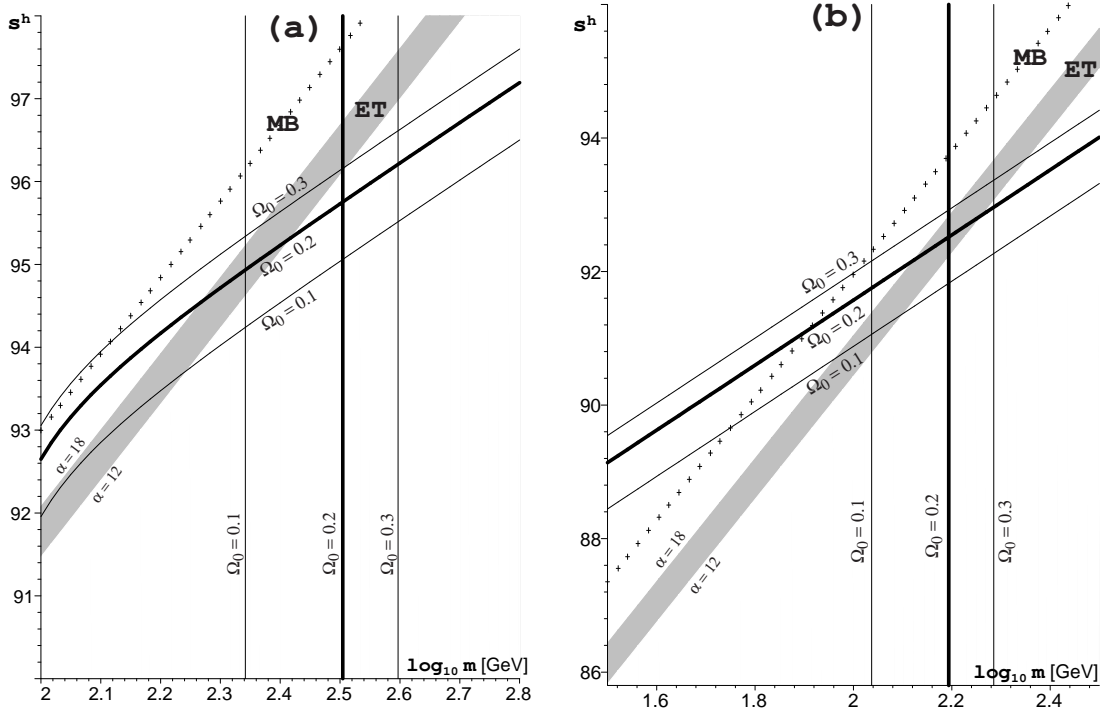 (a)
sʰ
MB
ET
97
96
95
94
93
92
91
Ω₀ = 0.3
Ω₀ = 0.2
Ω₀ = 0.1
α = 18
α = 12
Ω₀ = 0.1
Ω₀ = 0.2
Ω₀ = 0.3
log₁₀ m [GeV]
2 2.1 2.2 2.3 2.4 2.5 2.6 2.7 2.8
(b)
sʰ
MB
ET
94
92
90
88
86
Ω₀ = 0.3
Ω₀ = 0.2
Ω₀ = 0.1
α = 18
α = 12
Ω₀ = 0.1
Ω₀ = 0.2
Ω₀ = 0.3
log₁₀ m [GeV]
1.6 1.8 2 2.2 2.4